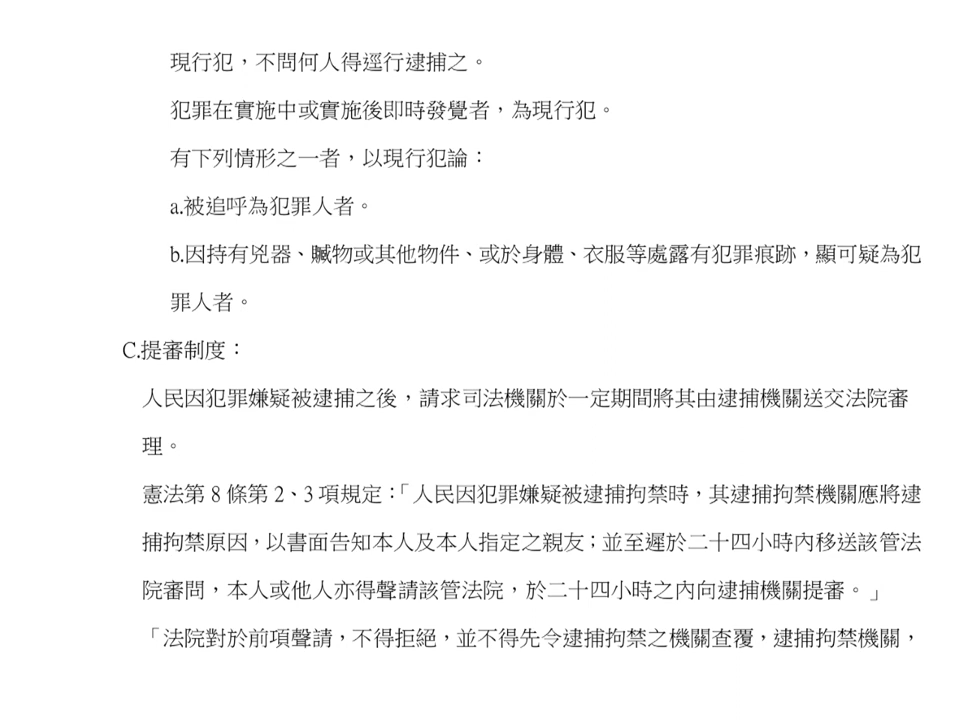 現行犯，不問何人得逕行逮捕之。
犯罪在實施中或實施後即時發覺者，為現行犯。
有下列情形之一者，以現行犯論：
a.被追呼為犯罪人者。
b.因持有兇器、贓物或其他物件、或於身體、衣服等處露有犯罪痕跡，顯可疑為犯
罪人者。
C.提審制度：
人民因犯罪嫌疑被逮捕之後，請求司法機關於一定期間將其由逮捕機關送交法院審
理。
憲法第 8 條第 2、3 項規定：「人民因犯罪嫌疑被逮捕拘禁時，其逮捕拘禁機關應將逮
捕拘禁原因，以書面告知本人及本人指定之親友；並至遲於二十四小時內移送該管法
院審問，本人或他人亦得聲請該管法院，於二十四小時之內向逮捕機關提審。」
「法院對於前項聲請，不得拒絕，並不得先令逮捕拘禁之機關查覆，逮捕拘禁機關，